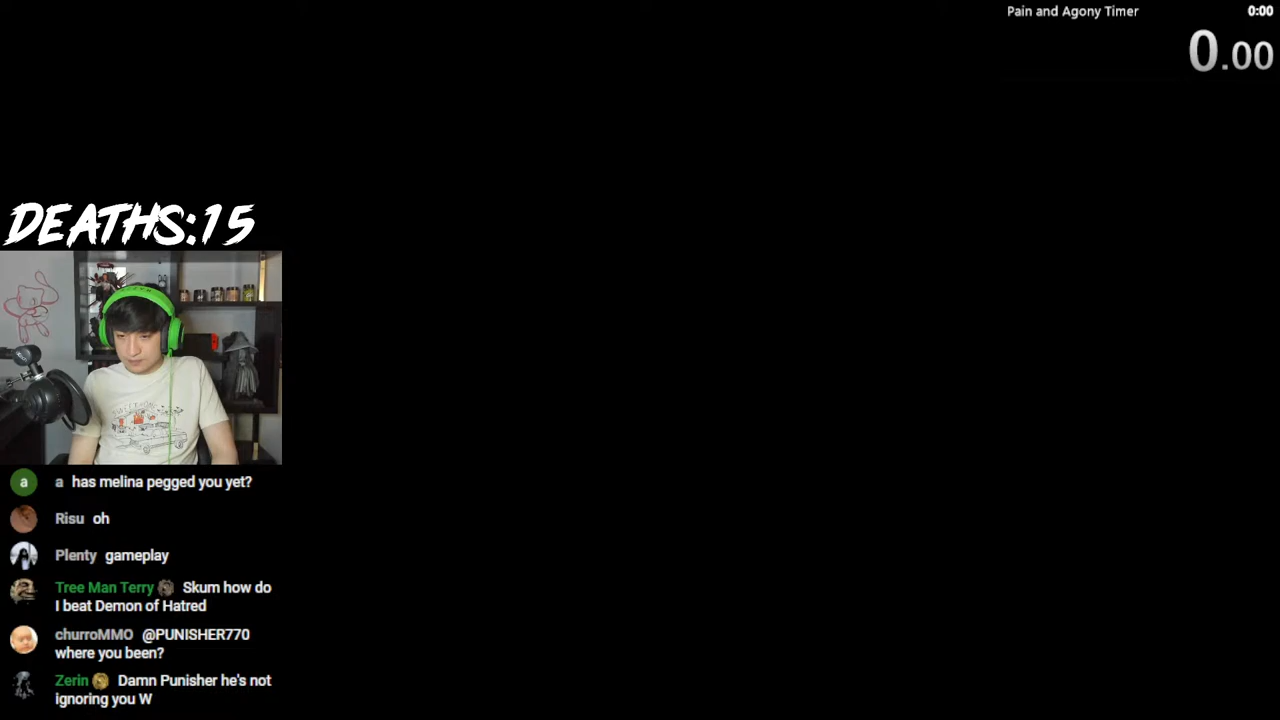 Pain and Agony Timer 0:00
0.00
DEATHS:15
a a has melina pegged you yet?
Risu oh
Plenty gameplay
Tree Man Terry Skum how do
I beat Demon of Hatred
churroMMO @PUNISHER770
where you been?
Zerin Damn Punisher he's not
ignoring you W